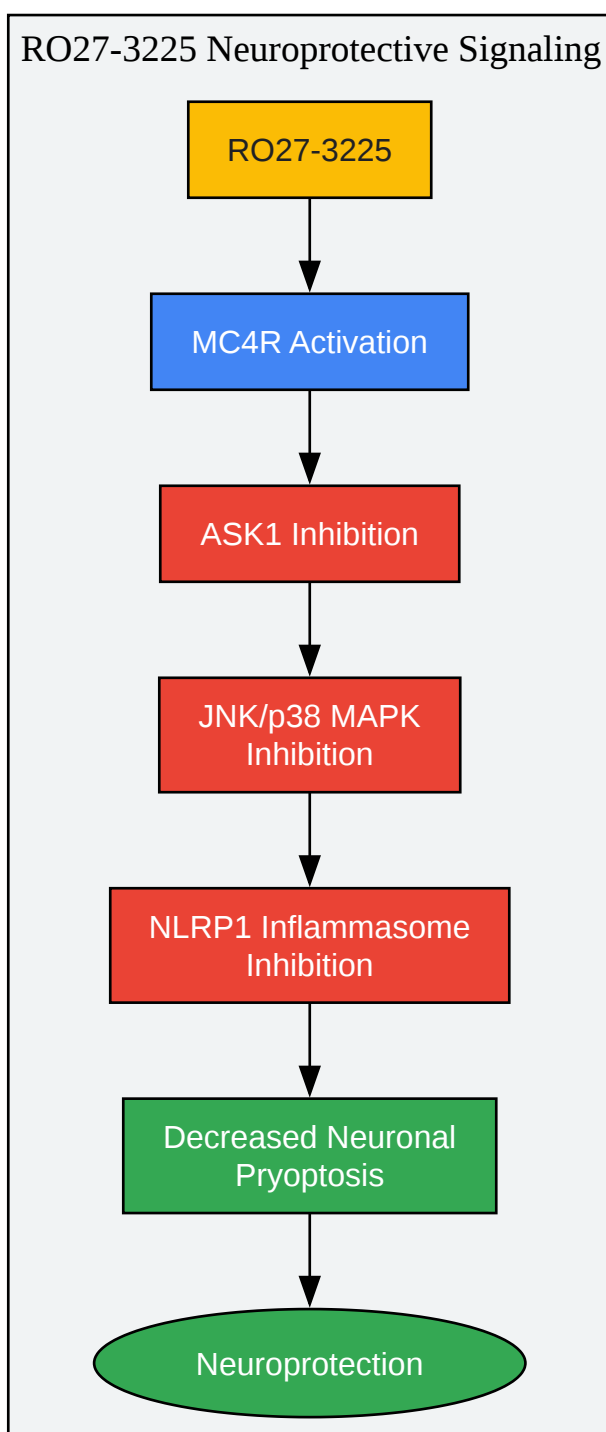 RO27-3225 Neuroprotective Signaling
RO27-3225
MC4R Activation
ASK1 Inhibition
JNK/p38 MAPK
Inhibition
NLRP1 Inflammasome
Inhibition
Decreased Neuronal
Pryoptosis
Neuroprotection